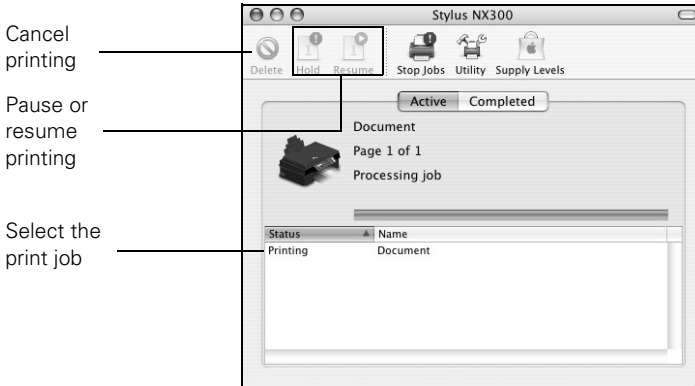 Stylus NX300
Cancel
printing
Delete Hold Resume Stop Jobs Utility Supply Levels
Pause or
resume
printing
Active Completed
Document
Page 1 of 1
Processing job
Select the
print job
Status Name
Printing Document